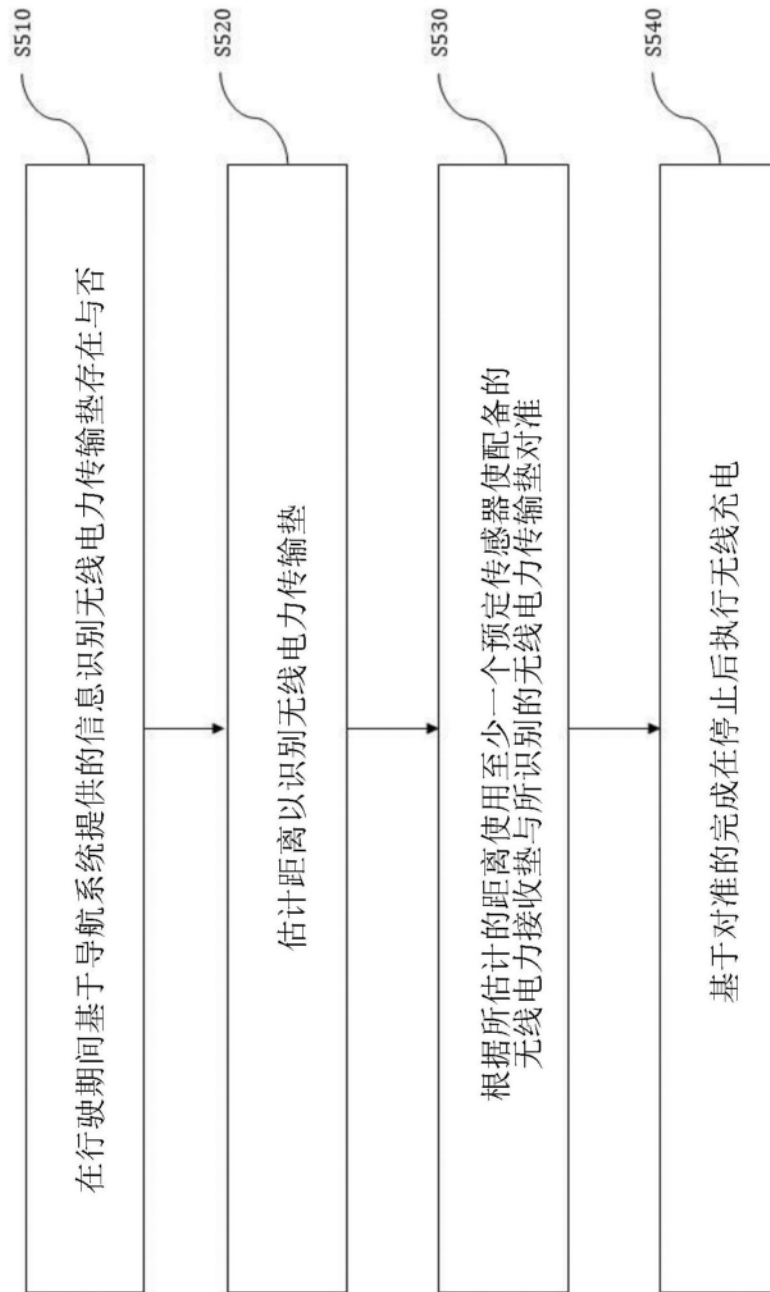 S510
在行驶期间基于导航系统提供的信息识别无线电力传输垫存在与否
S520
估计距离以识别无线电力传输垫
S530
根据所估计的距离使用至少一个预定传感器使配备的
无线电力接收垫与所识别的无线电力传输垫对准
S540
基于对准的完成在停止后执行无线充电